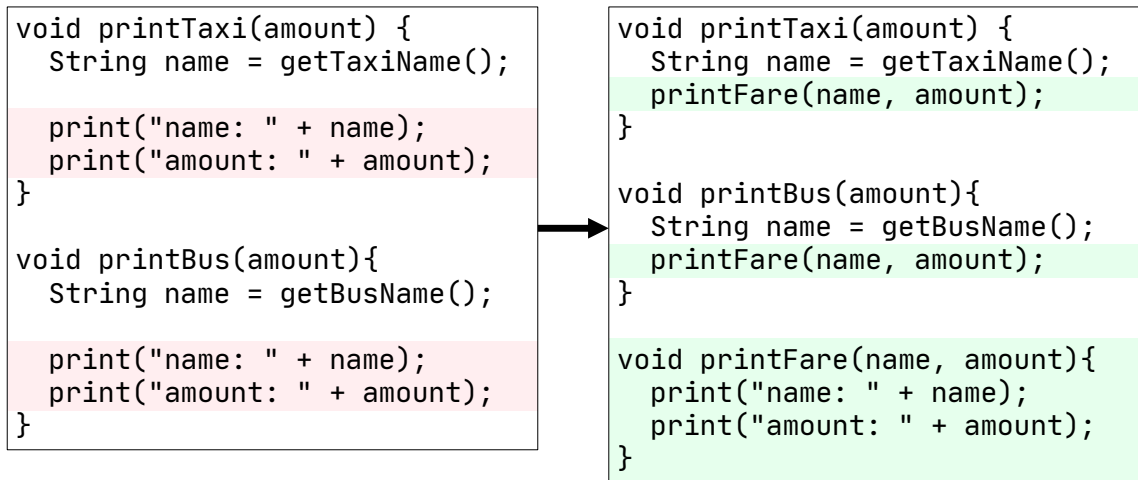 void printTaxi(amount) {
  String name = getTaxiName();
  print("name: " + name);
  print("amount: " + amount);
}
void printBus(amount){
  String name = getBusName();
  print("name: " + name);
  print("amount: " + amount);
}
void printTaxi(amount) {
  String name = getTaxiName();
  printFare(name, amount);
}
void printBus(amount){
  String name = getBusName();
  printFare(name, amount);
}
void printFare(name, amount){
  print("name: " + name);
  print("amount: " + amount);
}